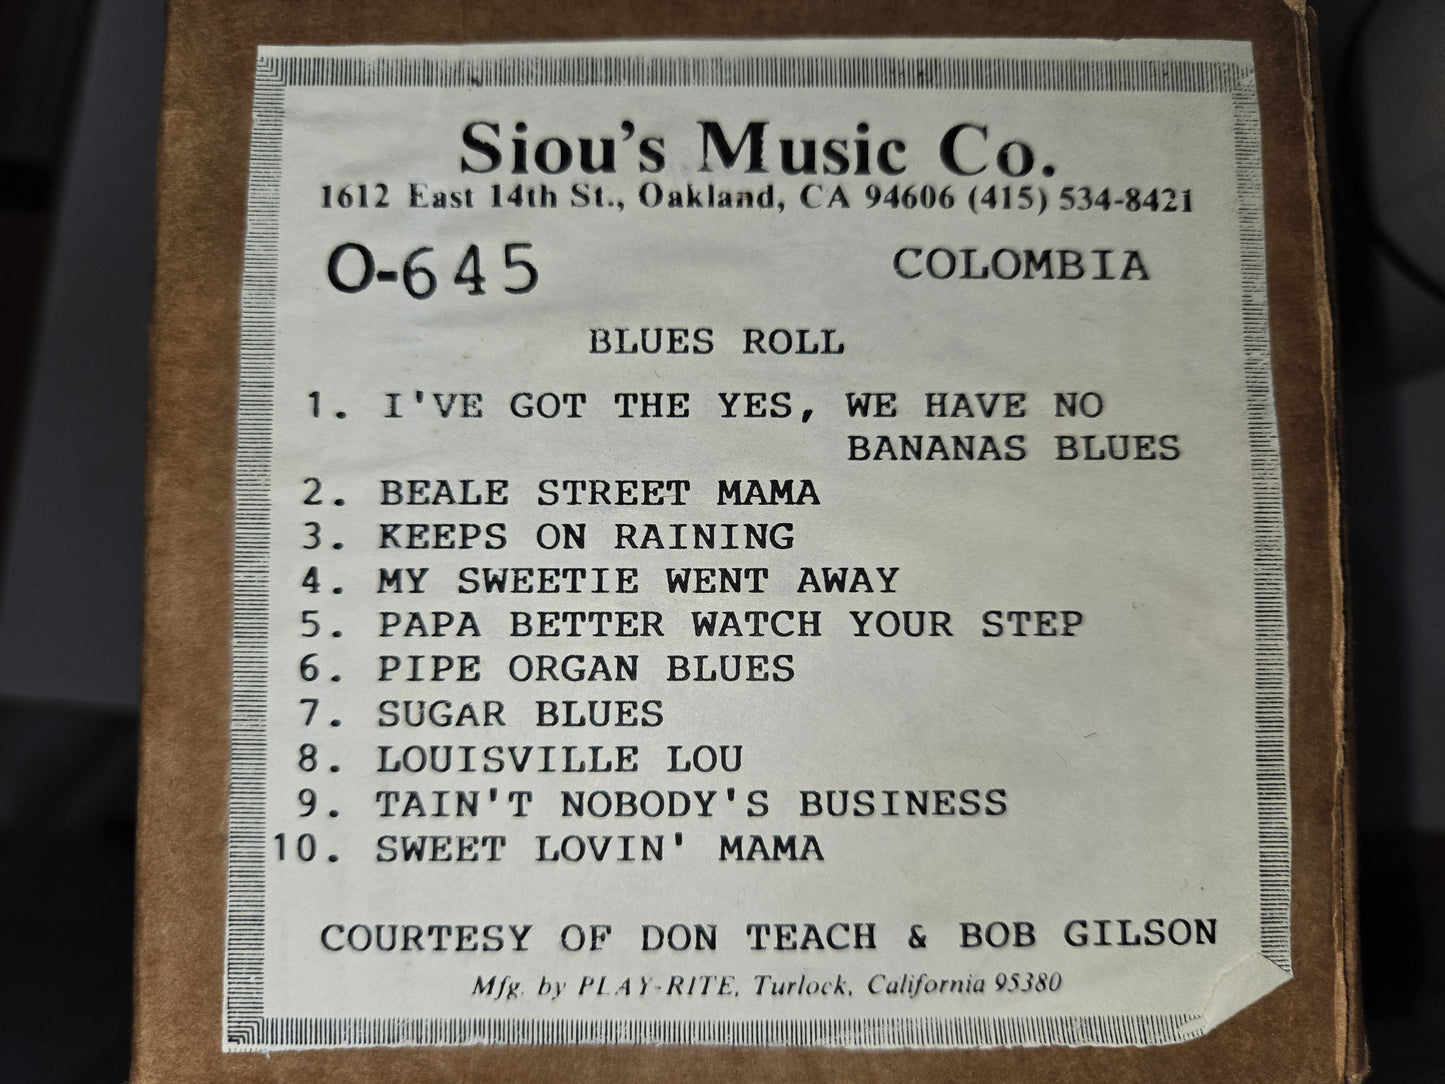 Siou's Music Co.
1612 East 14th St., Oakland, CA 94606 (415) 534-8421
O-645 COLOMBIA
BLUES ROLL
1. I'VE GOT THE YES, WE HAVE NO
BANANAS BLUES
2. BEALE STREET MAMA
3. KEEPS ON RAINING
4. MY SWEETIE WENT AWAY
5. PAPA BETTER WATCH YOUR STEP
6. PIPE ORGAN BLUES
7. SUGAR BLUES
8. LOUISVILLE LOU
9. TAIN'T NOBODY'S BUSINESS
10. SWEET LOVIN' MAMA
COURTESY OF DON TEACH & BOB GILSON
Mfg. by PLAY-RITE, Turlock, California 95380